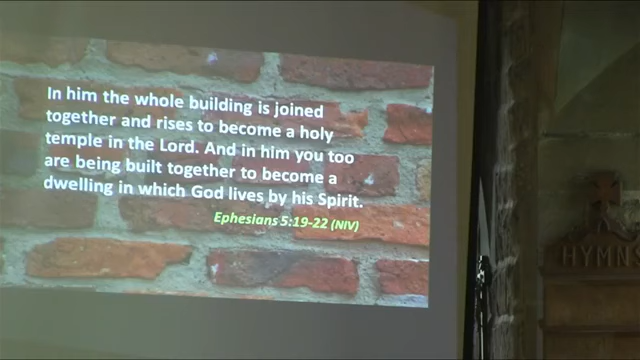 In him the whole building is joined
together and rises to become a holy
temple in the Lord. And in him you too
are being built together to become a
dwelling in which God lives by his Spirit.
Ephesians 5:19-22 (NIV)
HYMNS